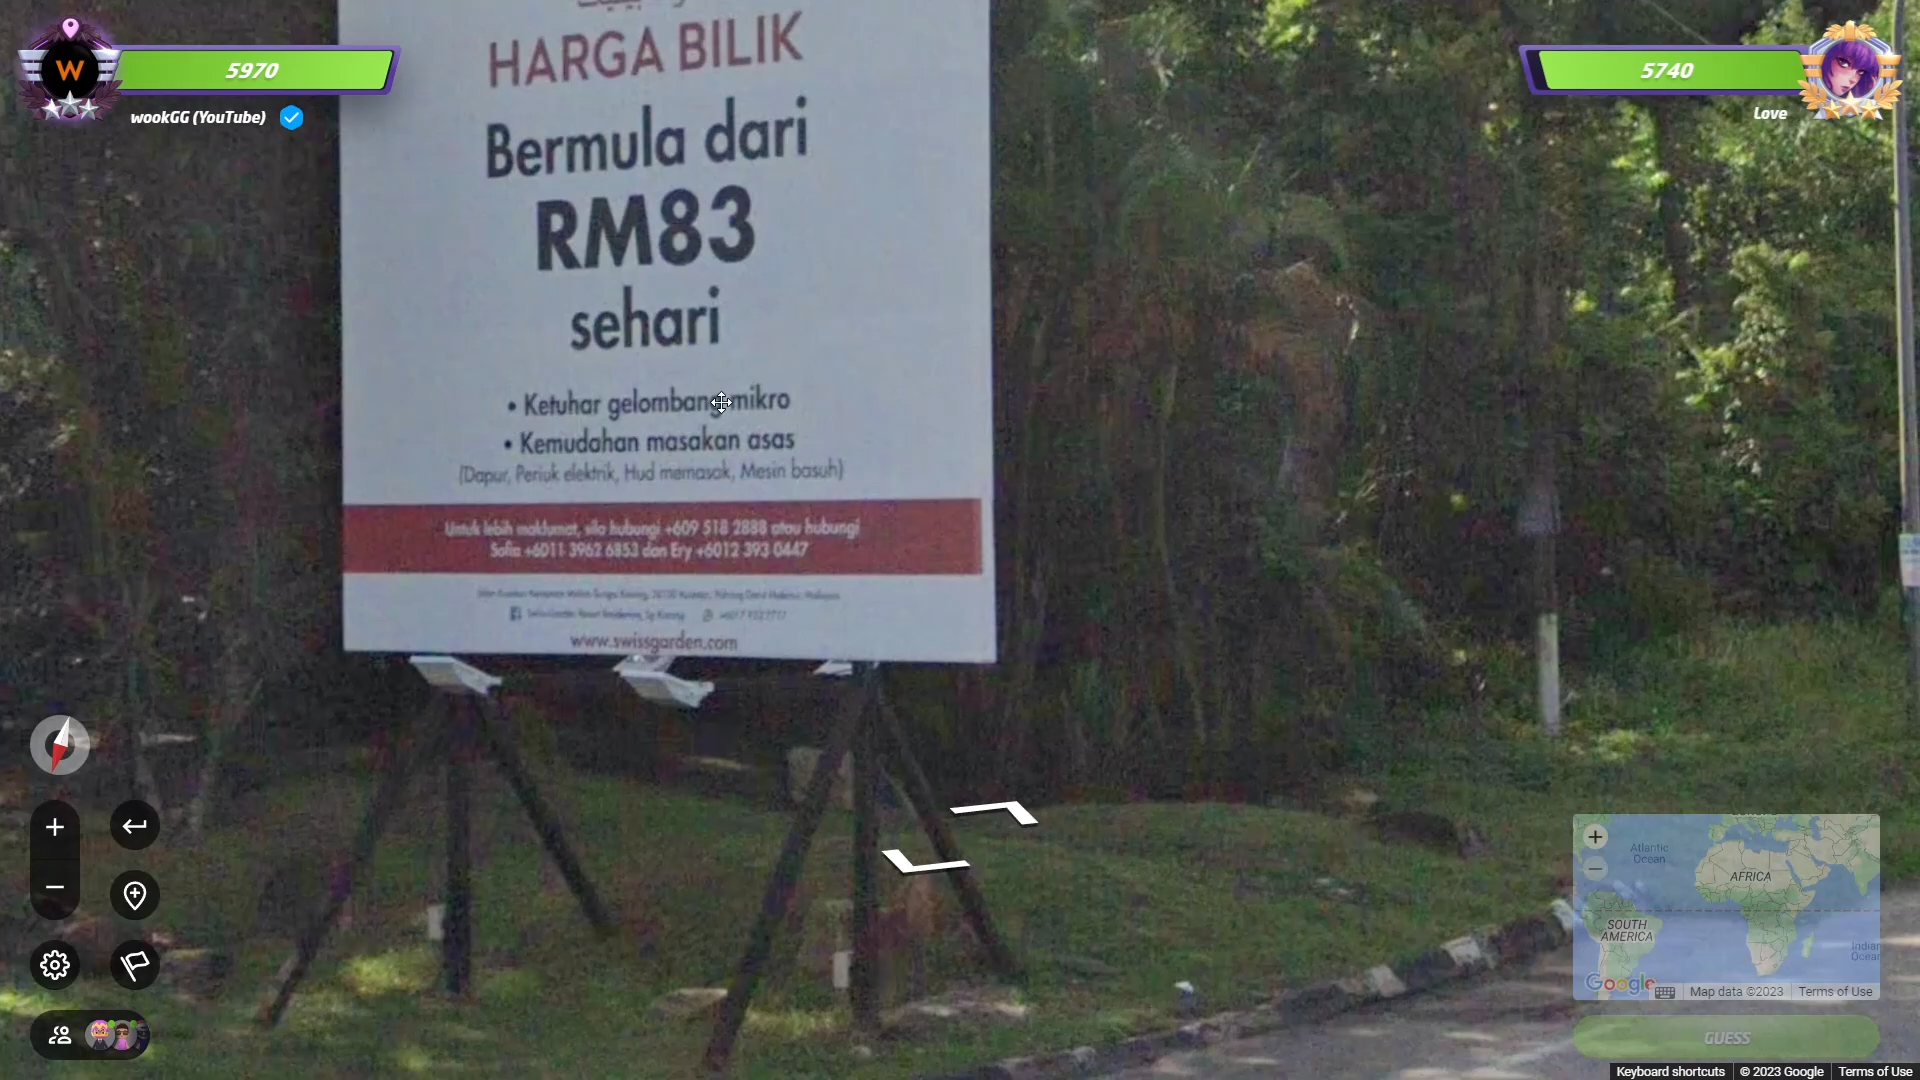 HARGA BILIK
Bermula dari
RM83
sehari
• Ketuhar gelombang mikro
• Kemudahan masakan asas
(Dapur, Periuk elektrik, Hud memasak, Mesin basuh)
Untuk lebih maklumat, sila hubungi +609 518 2888 atau hubungi
Sofia +6011 3962 6853 dan Ery +6012 393 0447
www.swissgarden.com
5970
wookGG (YouTube)
W
5740
Love
Atlantic
Ocean
AFRICA
SOUTH
AMERICA
Indian
Ocean
Google
Map data ©2023
Terms of Use
GUESS
Keyboard shortcuts
© 2023 Google
Terms of Use